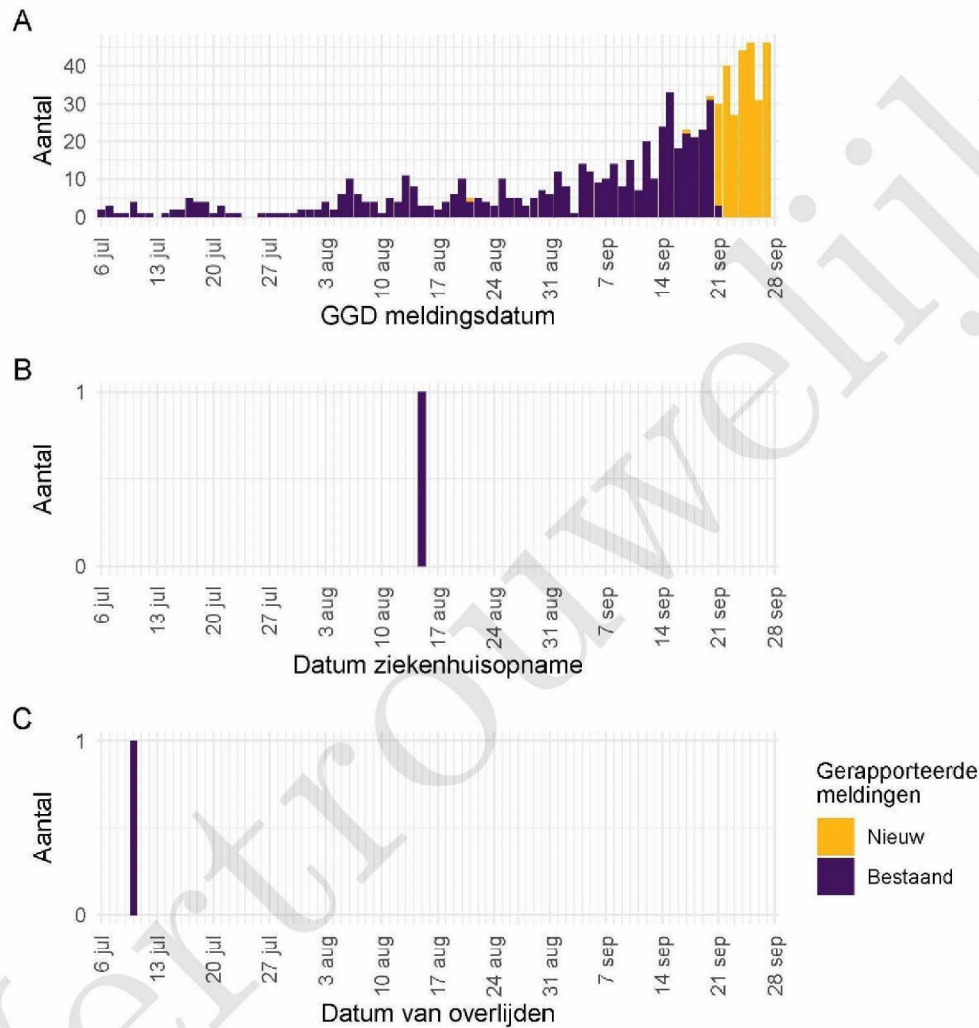 A
Aantal
40
30
20
10
0
6 jul
13 jul
20 jul
27 jul
3 aug
10 aug
17 aug
24 aug
31 aug
7 sep
14 sep
21 sep
28 sep
GGD meldingsdatum
B
Aantal
1
0
6 jul
13 jul
20 jul
27 jul
3 aug
10 aug
17 aug
24 aug
31 aug
7 sep
14 sep
21 sep
28 sep
Datum ziekenhuisopname
C
Aantal
1
0
6 jul
13 jul
20 jul
27 jul
3 aug
10 aug
17 aug
24 aug
31 aug
7 sep
14 sep
21 sep
28 sep
Datum van overlijden
Gerapporteerde
meldingen
Nieuw
Bestaand